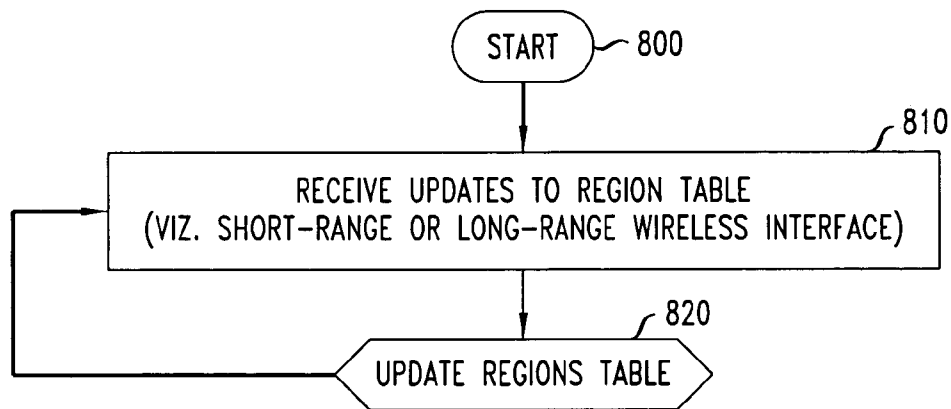 START
800
810
RECEIVE UPDATES TO REGION TABLE
(VIZ. SHORT-RANGE OR LONG-RANGE WIRELESS INTERFACE)
820
UPDATE REGIONS TABLE